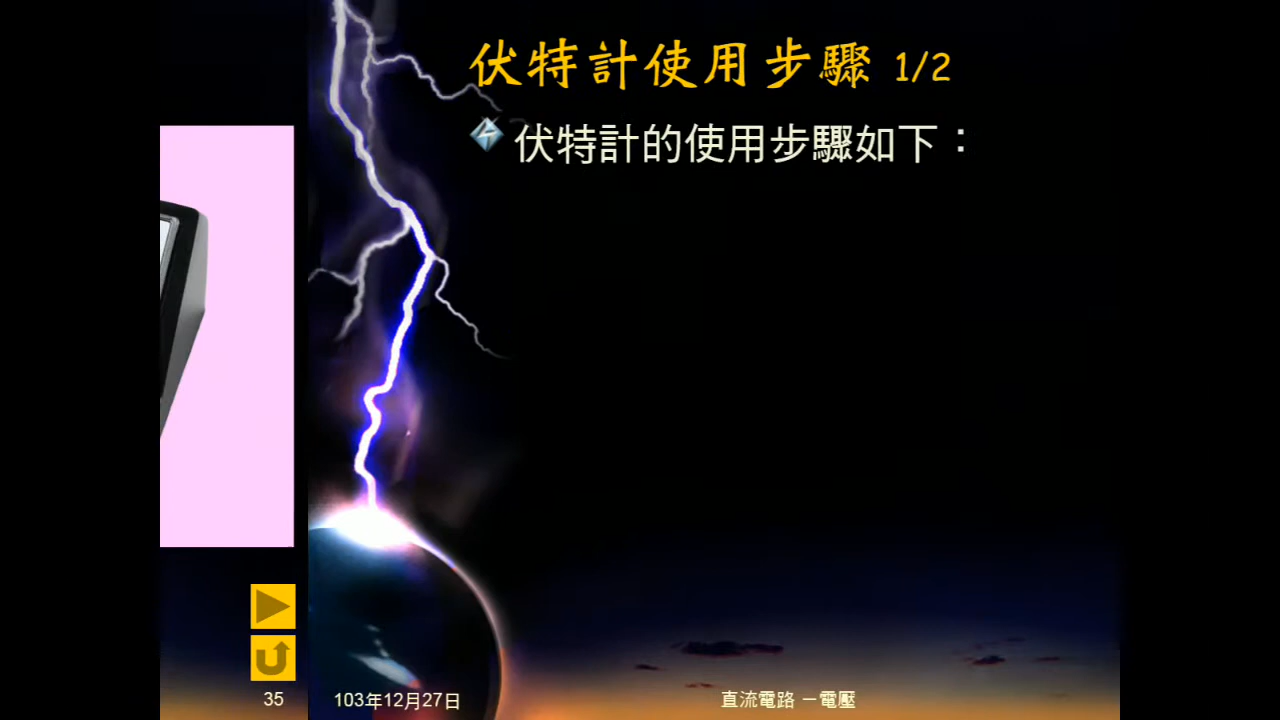 伏特計使用步驟 1/2
伏特計的使用步驟如下：
35
103年12月27日
直流電路 －電壓